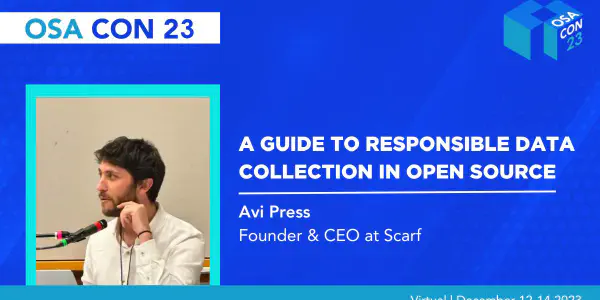 OSA CON 23
OSA
CON
23
A GUIDE TO RESPONSIBLE DATA
COLLECTION IN OPEN SOURCE
Avi Press
Founder & CEO at Scarf
Virtual | December 12-14 2023